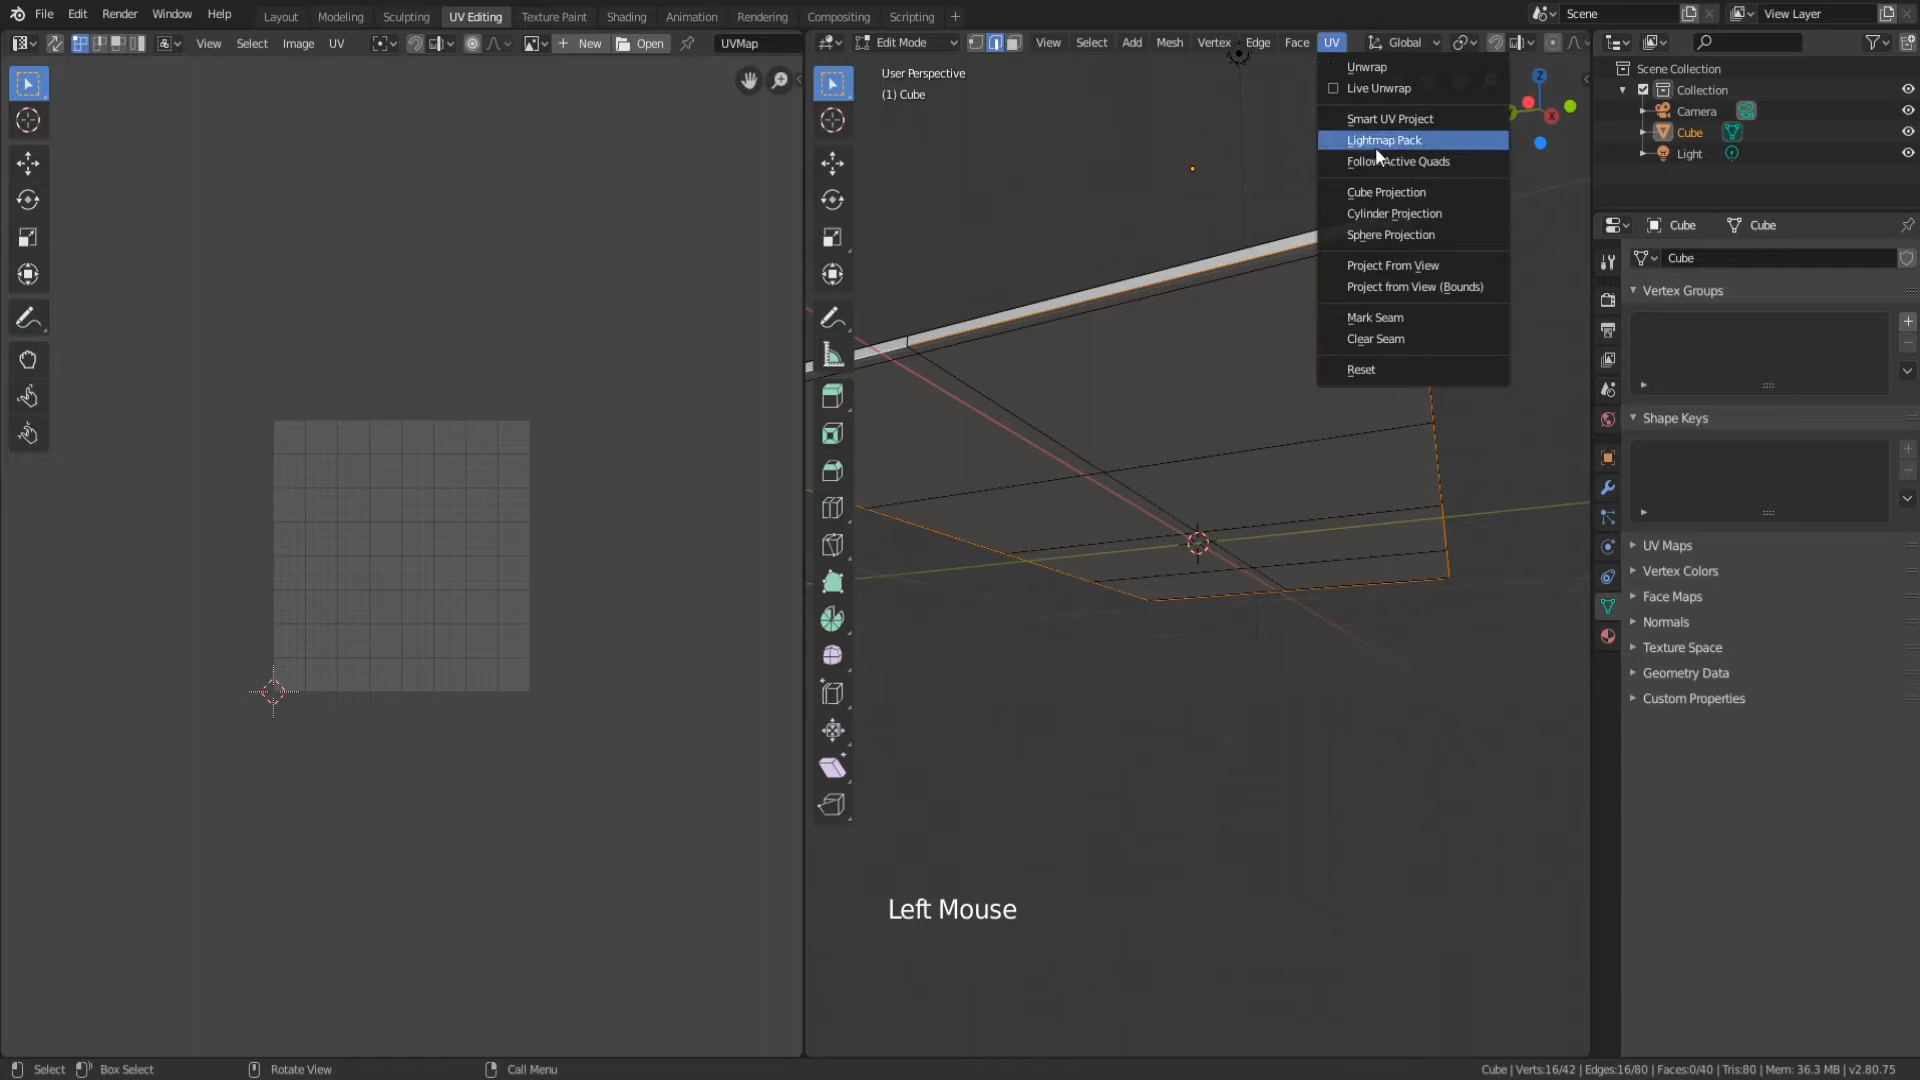 File Edit Render Window Help Layout Modeling Sculpting UV Editing Texture Paint Shading Animation Rendering Compositing Scripting + Scene View Layer
View Select Image UV New Open UVMap
Edit Mode View Select Add Mesh Vertex Edge Face UV Global
User Perspective
(1) Cube
Unwrap
Live Unwrap
Smart UV Project
Lightmap Pack
Follow Active Quads
Cube Projection
Cylinder Projection
Sphere Projection
Project From View
Project from View (Bounds)
Mark Seam
Clear Seam
Reset
Z
X
Scene Collection
Collection
Camera
Cube
Light
Cube Cube
Cube
Vertex Groups
Shape Keys
UV Maps
Vertex Colors
Face Maps
Normals
Texture Space
Geometry Data
Custom Properties
Left Mouse
Select Box Select Rotate View Call Menu Cube | Verts:16/42 | Edges:16/80 | Faces:0/40 | Tris:80 | Mem: 36.3 MB | v2.80.75